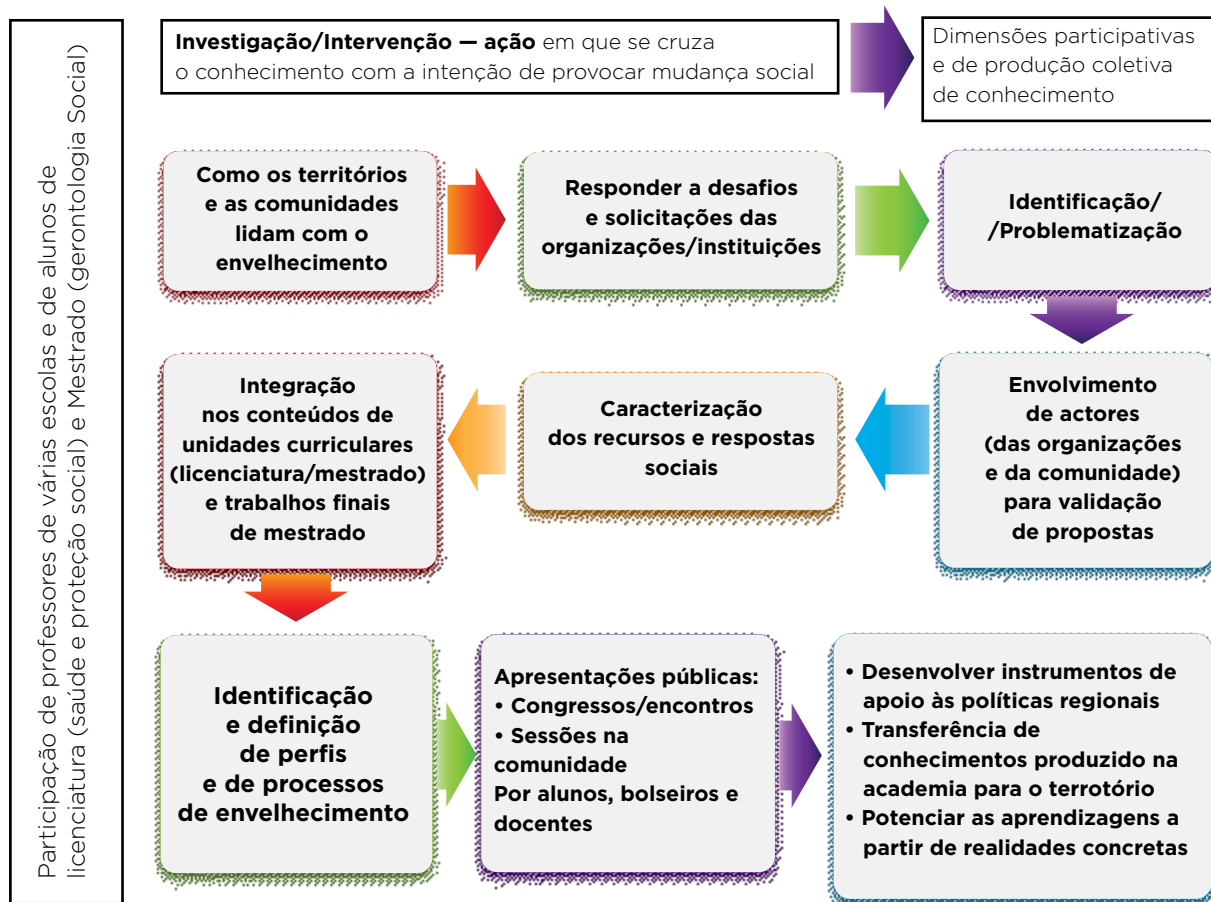 Participação de professores de várias escolas e de alunos de
licenciatura (saúde e proteção social) e Mestrado (gerontologia Social)
Investigação/Intervenção — ação em que se cruza
o conhecimento com a intenção de provocar mudança social
Dimensões participativas
e de produção coletiva
de conhecimento
Como os territórios
e as comunidades
lidam com o
envelhecimento
Responder a desafios
e solicitações das
organizações/instituições
Identificação/
/Problematização
Envolvimento
de actores
(das organizações
e da comunidade)
para validação
de propostas
Caracterização
dos recursos e respostas
sociais
Integração
nos conteúdos de
unidades curriculares
(licenciatura/mestrado)
e trabalhos finais
de mestrado
Identificação
e definição
de perfis
e de processos
de envelhecimento
Apresentações públicas:
• Congressos/encontros
• Sessões na
comunidade
Por alunos, bolseiros e
docentes
• Desenvolver instrumentos de
apoio às políticas regionais
• Transferência de
conhecimentos produzido na
academia para o terrotório
• Potenciar as aprendizagens a
partir de realidades concretas